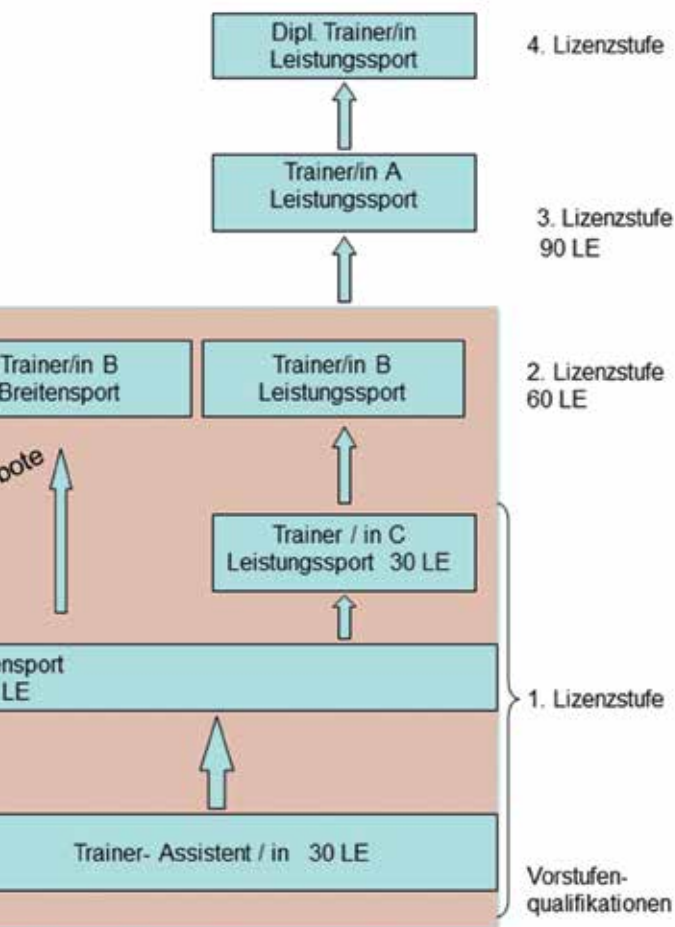 Dipl. Trainer/in
Leistungssport
4. Lizenzstufe
Trainer/in A
Leistungssport
3. Lizenzstufe
90 LE
Trainer/in B
Breitensport
Trainer/in B
Leistungssport
2. Lizenzstufe
60 LE
bote
Trainer / in C
Leistungssport 30 LE
ensport
LE
1. Lizenzstufe
Trainer- Assistent / in 30 LE
Vorstufen-
qualifikationen